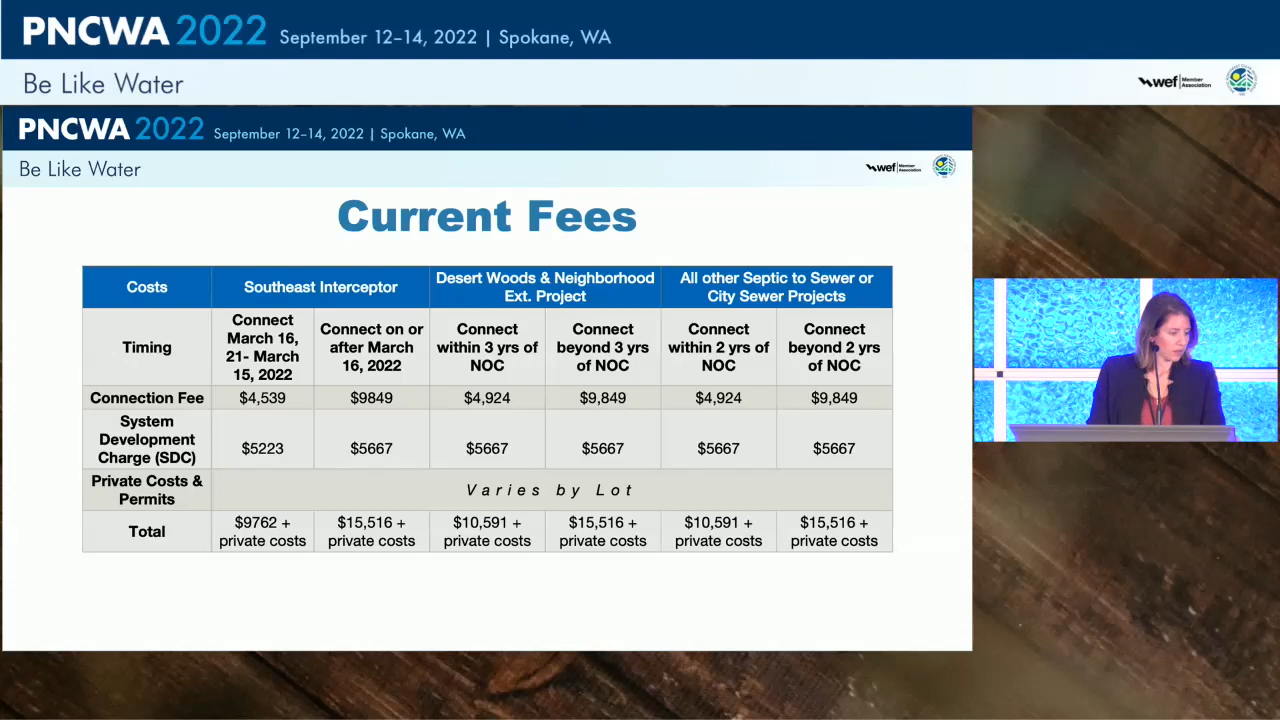 PNCWA 2022 September 12–14, 2022 | Spokane, WA
Be Like Water
wef Member Association
PNCWA 2022 September 12–14, 2022 | Spokane, WA
Be Like Water
wef Member Association
Current Fees
Costs
Southeast Interceptor
Desert Woods & Neighborhood
Ext. Project
All other Septic to Sewer or
City Sewer Projects
Timing
Connect
March 16,
21- March
15, 2022
Connect on or
after March
16, 2022
Connect
within 3 yrs of
NOC
Connect
beyond 3 yrs
of NOC
Connect
within 2 yrs of
NOC
Connect
beyond 2 yrs
of NOC
Connection Fee
$4,539
$9849
$4,924
$9,849
$4,924
$9,849
System
Development
Charge (SDC)
$5223
$5667
$5667
$5667
$5667
$5667
Private Costs &
Permits
Varies by Lot
Total
$9762 +
private costs
$15,516 +
private costs
$10,591 +
private costs
$15,516 +
private costs
$10,591 +
private costs
$15,516 +
private costs